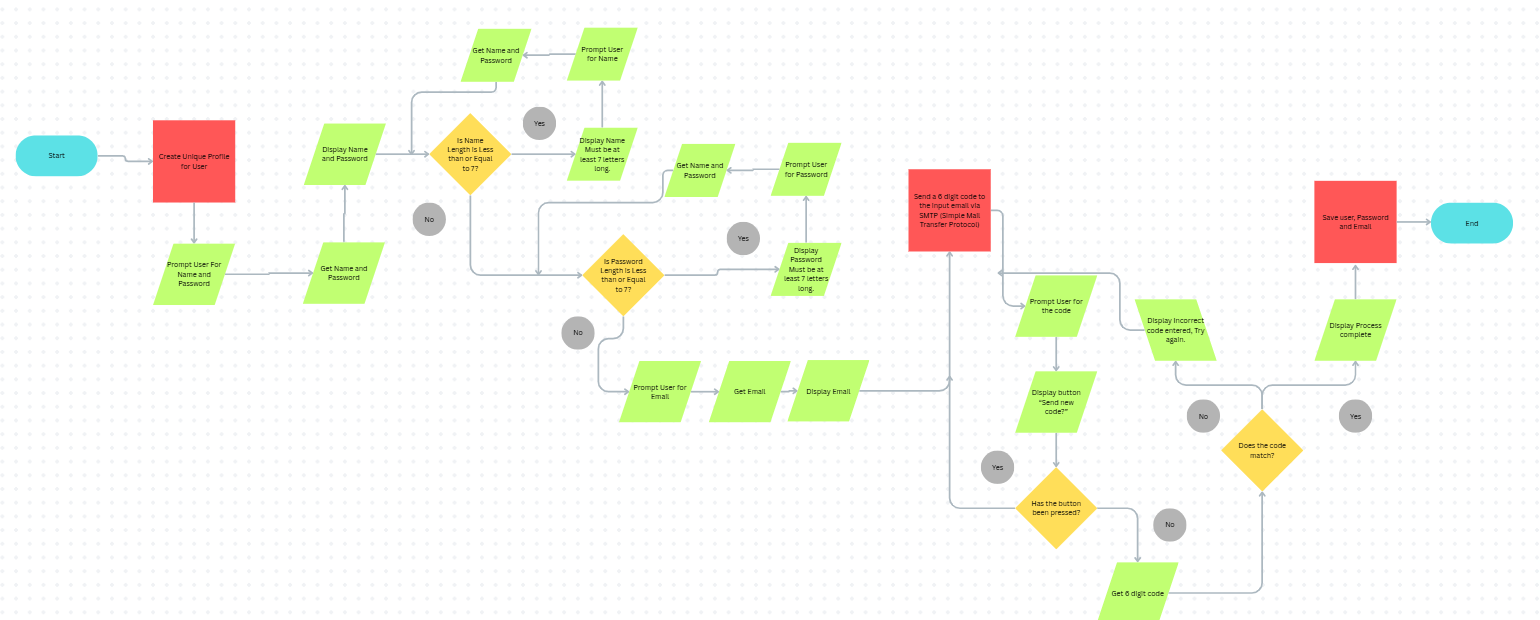 Start
Create Unique Profile
for User
Prompt User For
Name and
Password
Get Name and
Password
Display Name
and Password
Is Name
Length is Less
than or Equal
to 7?
Yes
Display Name
Must be at
least 7 letters
long.
Prompt User
for Name
Get Name and
Password
No
Is Password
Length is Less
than or Equal
to 7?
Yes
Display
Password
Must be at
least 7 letters
long.
Prompt User
for Password
Get Name and
Password
No
Prompt User for
Email
Get Email
Display Email
Send a 6 digit code to
the input email via
SMTP (Simple Mail
Transfer Protocol)
Prompt User for
the code
Display button
"Send new
code?"
Has the button
been pressed?
Yes
No
Get 6 digit code
Does the code
match?
No
Display Incorrect
code entered, Try
again.
Yes
Display Process
complete
Save user, Password
and Email
End